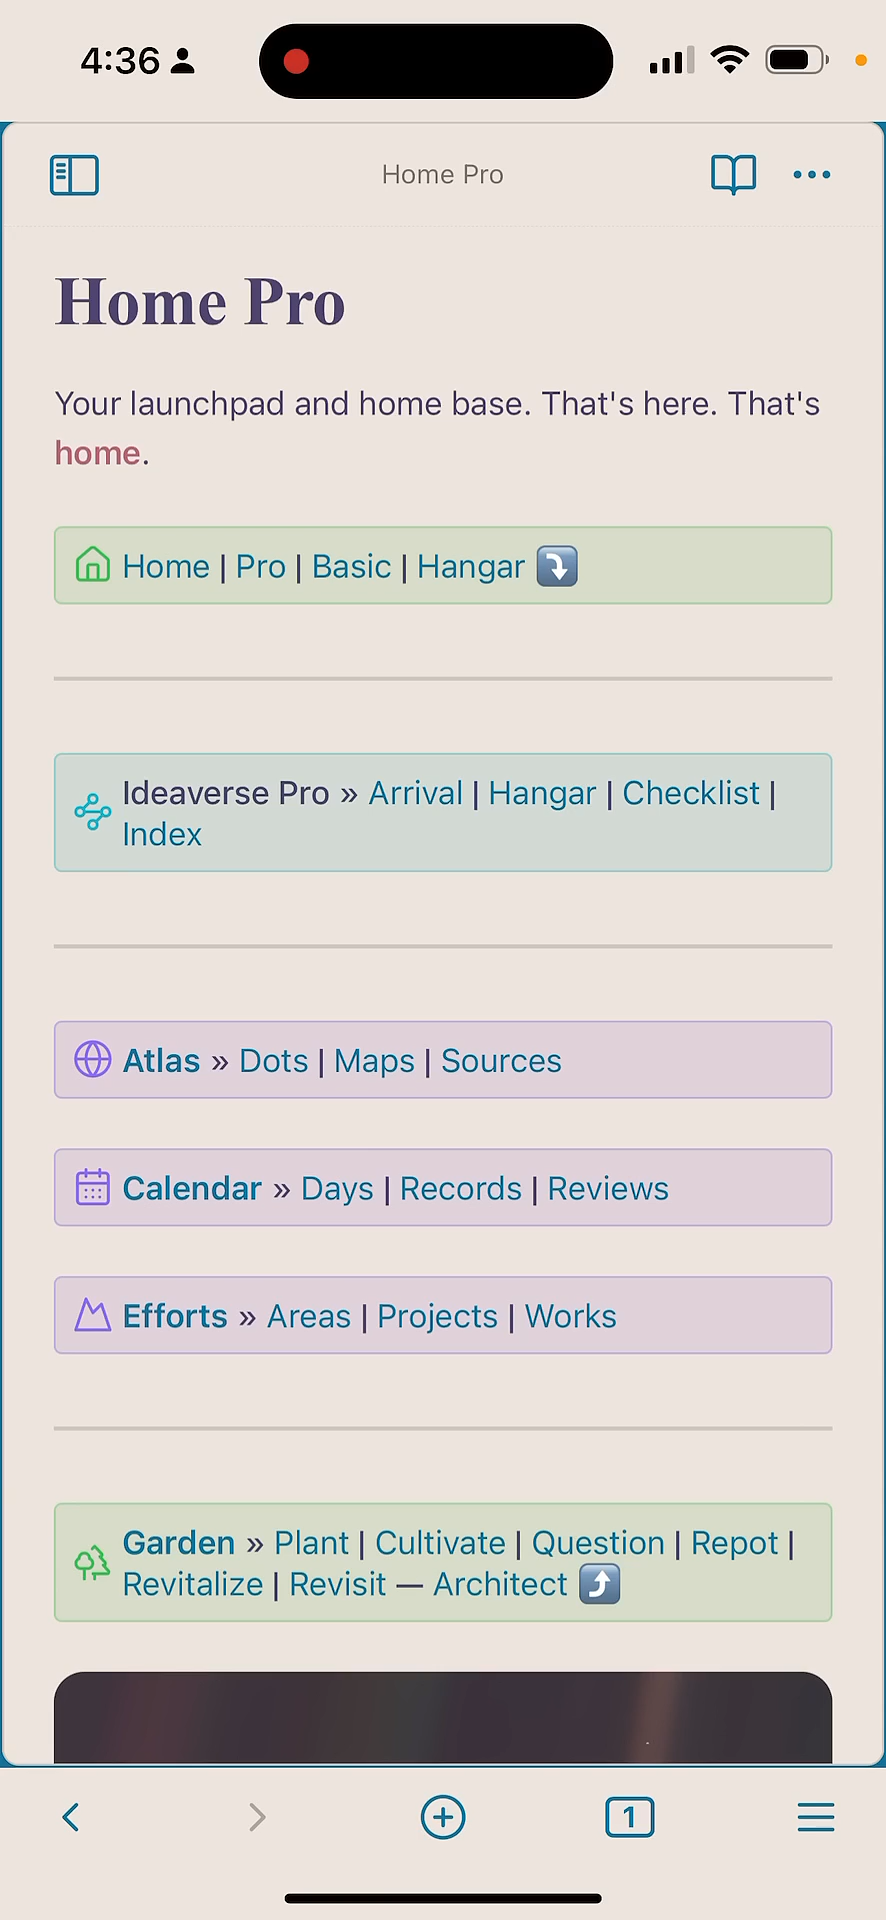 4:36
Home Pro
Home Pro
Your launchpad and home base. That's here. That's
home.
Home | Pro | Basic | Hangar ⤵️
Ideaverse Pro » Arrival | Hangar | Checklist |
Index
Atlas » Dots | Maps | Sources
Calendar » Days | Records | Reviews
Efforts » Areas | Projects | Works
Garden » Plant | Cultivate | Question | Repot |
Revitalize | Revisit — Architect ⤴️
1